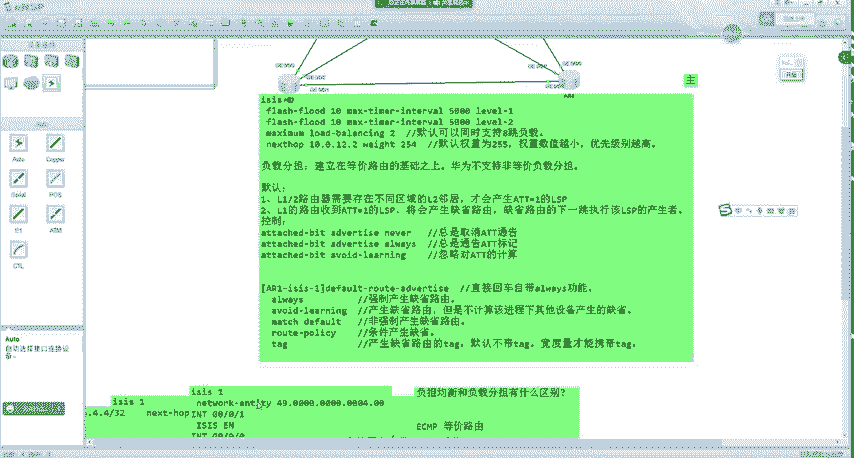 eNSP
主
flash-flood 10 max-timer-interval 5000 level-1
flash-flood 10 max-timer-interval 5000 level-2
maximum load-balancing 2 //默认可以同时支持8跳负载。
nexthop 10.0.12.2 weight 254 //默认权重为255，权重数值越小，优先级别越高。
负载分担：建立在等价路由的基础之上。华为不支持非等价负载分担。
默认：
1、L1/2路由器需要存在不同区域的L2邻居，才会产生ATT=1的LSP
2、L1的路由收到ATT=1的LSP、将会产生缺省路由，缺省路由的下一跳执行该LSP的产生者。
控制：
attached-bit advertise never //总是取消ATT通告
attached-bit advertise always //总是通告ATT标记
attached-bit avoid-learning //忽略对ATT的计算
[AR1-isis-1]default-route-advertise //直接回车自带always功能。
always //强制产生缺省路由。
avoid-learning //产生缺省路由，但是不计算该进程下其他设备产生的缺省。
match default //非强制产生缺省路由。
route-policy //条件产生缺省。
tag //产生缺省路由的tag，默认不带tag，宽度量才能携带tag。
Auto
Copper
Serial
POS
E1
ATM
CTL
Auto
自动选择接口连接设备。
isis 1
.4.4/32 next-hop
isis 1
network-entity 49.0000.0000.0004.00
INT G0/0/1
ISIS EN
INT G0/0/0
负担均衡和负载分担有什么区别？
ECMP 等价路由